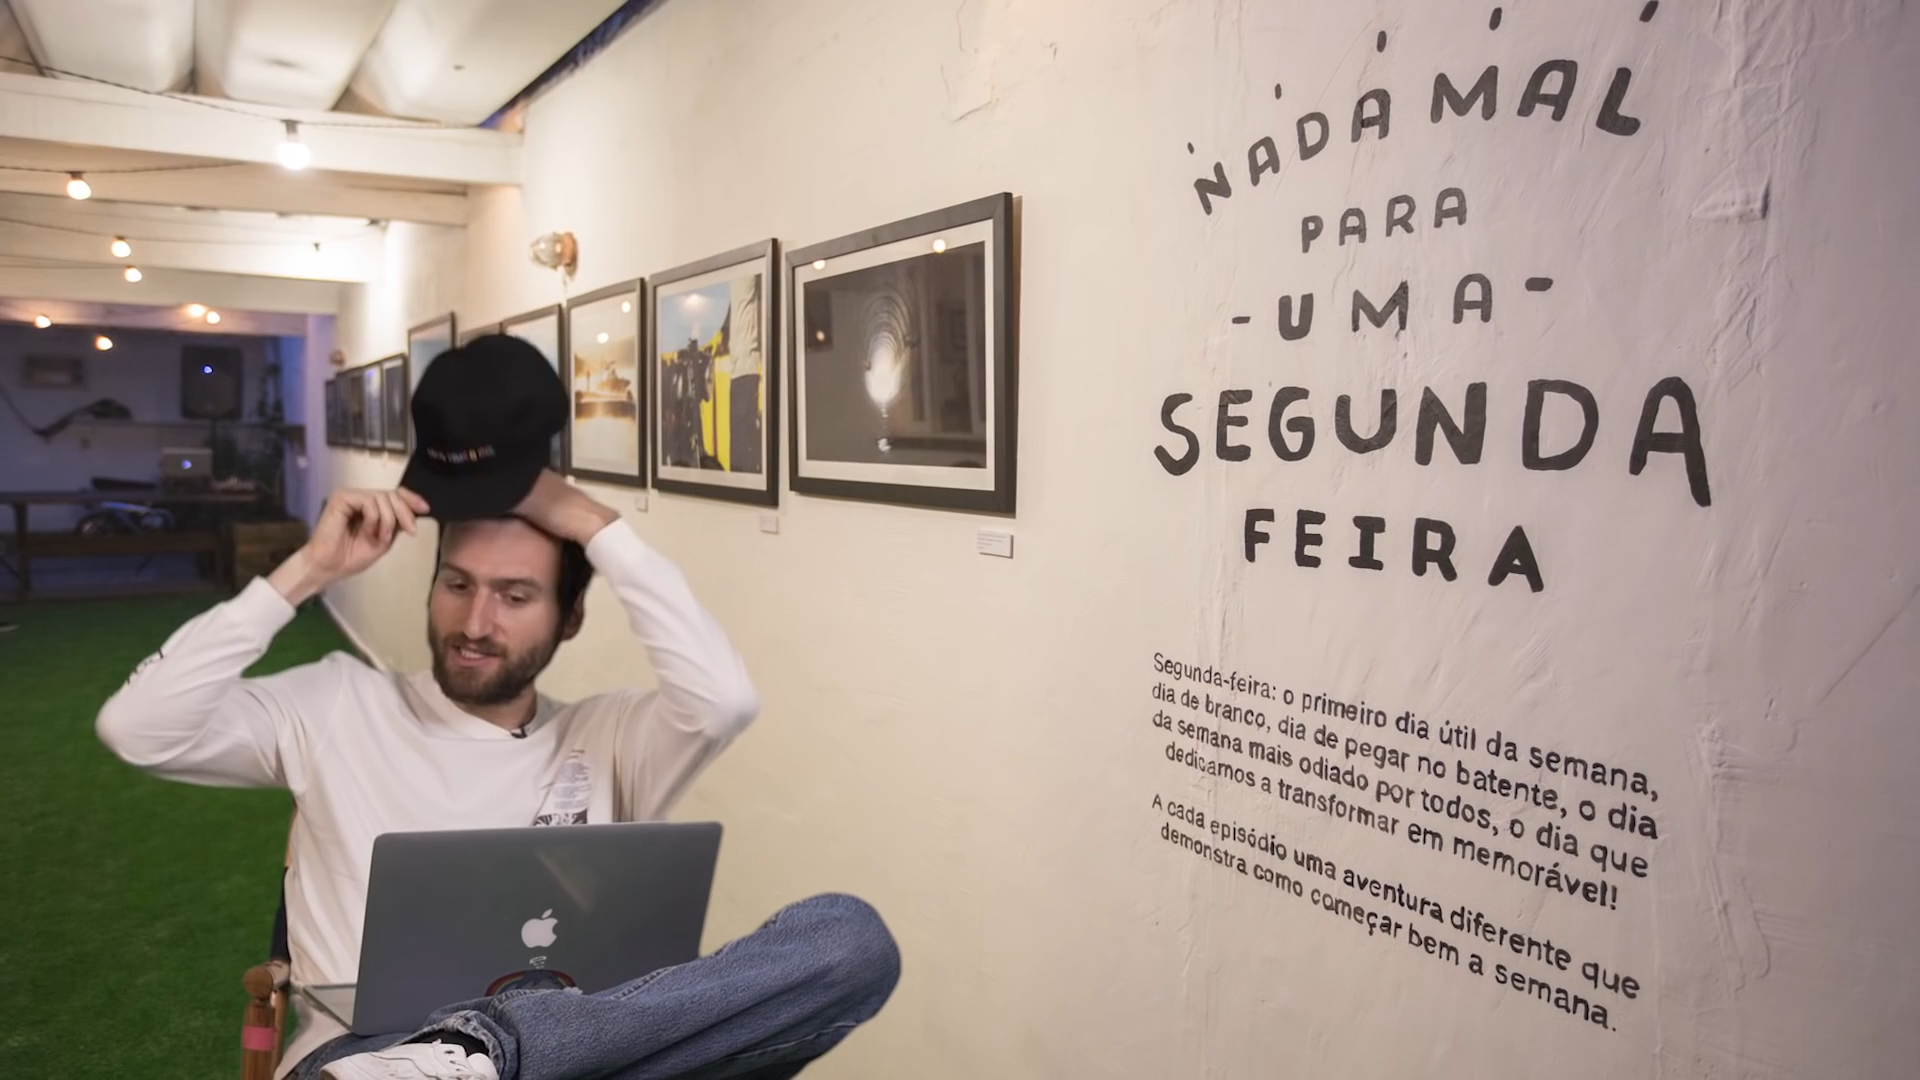 NADA MAL
PARA
-UMA-
SEGUNDA
FEIRA
Segunda-feira: o primeiro dia útil da semana,
dia de branco, dia de pegar no batente, o dia
da semana mais odiado por todos, o dia que
dedicamos a transformar em memorável!
A cada episódio uma aventura diferente que
demonstra como começar bem a semana.